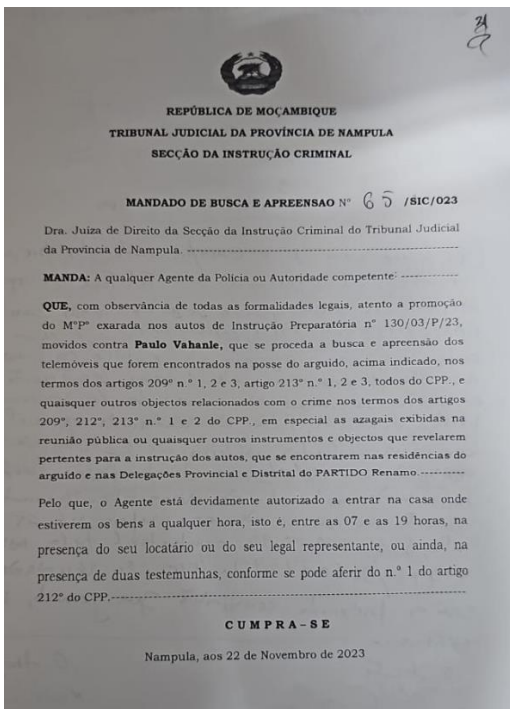 31
REPÚBLICA DE MOÇAMBIQUE
TRIBUNAL JUDICIAL DA PROVÍNCIA DE NAMPULA
SECÇÃO DA INSTRUÇÃO CRIMINAL
MANDADO DE BUSCA E APREENSAO Nº 65 /SIC/023
Dra. Juiza de Direito da Secção da Instrução Criminal do Tribunal Judicial
da Provincia de Nampula. ----------------------------------------
MANDA: A qualquer Agente da Polícia ou Autoridade competente: ------------
QUE, com observância de todas as formalidades legais, atento a promoção
do MºPº exarada nos autos de Instrução Preparatória nº 130/03/P/23,
movidos contra Paulo Vahanle, que se proceda a busca e apreensão dos
telemóveis que forem encontrados na posse do arguido, acima indicado, nos
termos dos artigos 209º n.º 1, 2 e 3, artigo 213º n.º 1, 2 e 3, todos do CPP., e
quaisquer outros objectos relacionados com o crime nos termos dos artigos
209º, 212º, 213º n.º 1 e 2 do CPP., em especial as azagais exibidas na
reunião pública ou quaisquer outros instrumentos e objectos que revelarem
pertentes para a instrução dos autos, que se encontrarem nas residências do
arguido e nas Delegações Provincial e Distrital do PARTIDO Renamo.----------
Pelo que, o Agente está devidamente autorizado a entrar na casa onde
estiverem os bens a qualquer hora, isto é, entre as 07 e as 19 horas, na
presença do seu locatário ou do seu legal representante, ou ainda, na
presença de duas testemunhas, conforme se pode aferir do n.º 1 do artigo
212º do CPP.----------------------------------------------------
CUMPRA-SE
Nampula, aos 22 de Novembro de 2023